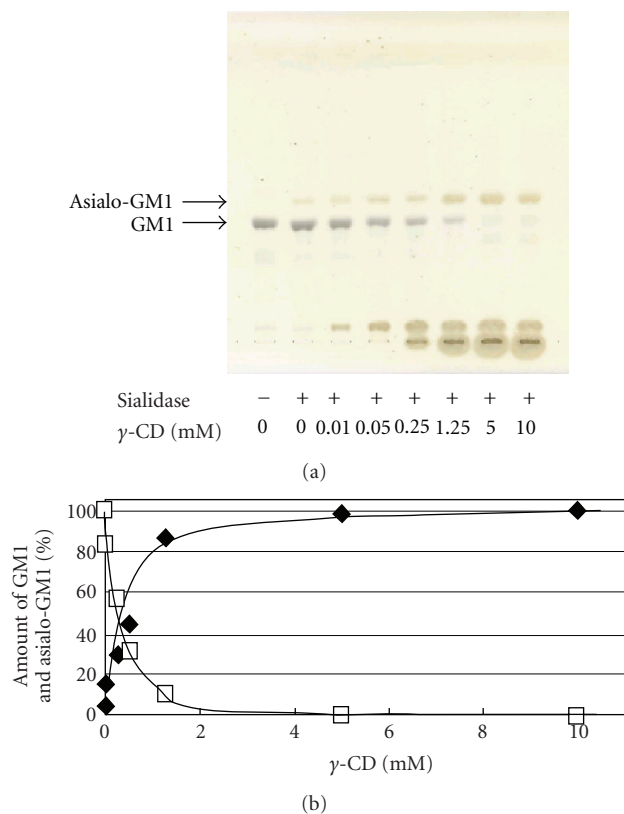 Asialo-GM1
GM1
Sialidase − + + + + + + +
γ-CD (mM) 0 0 0.01 0.05 0.25 1.25 5 10
(a)
Amount of GM1
and asialo-GM1 (%)
100
80
60
40
20
0
0 2 4 6 8 10
γ-CD (mM)
(b)